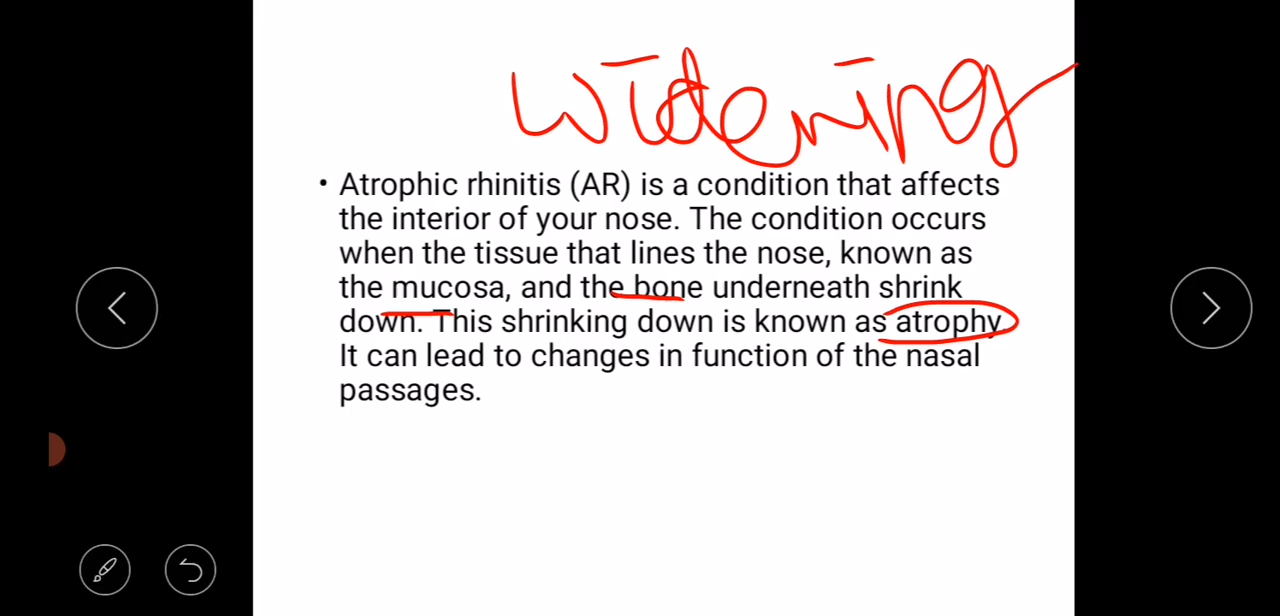 widening
• Atrophic rhinitis (AR) is a condition that affects
the interior of your nose. The condition occurs
when the tissue that lines the nose, known as
the mucosa, and the bone underneath shrink
down. This shrinking down is known as atrophy.
It can lead to changes in function of the nasal
passages.